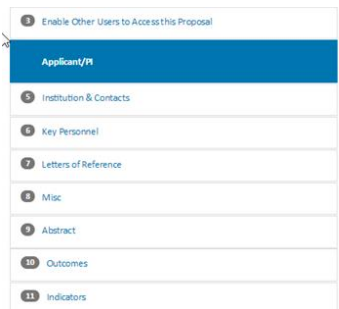 3 Enable Other Users to Access this Proposal
Applicant/PI
5 Institution & Contacts
6 Key Personnel
7 Letters of Reference
8 Misc
9 Abstract
10 Outcomes
11 Indicators